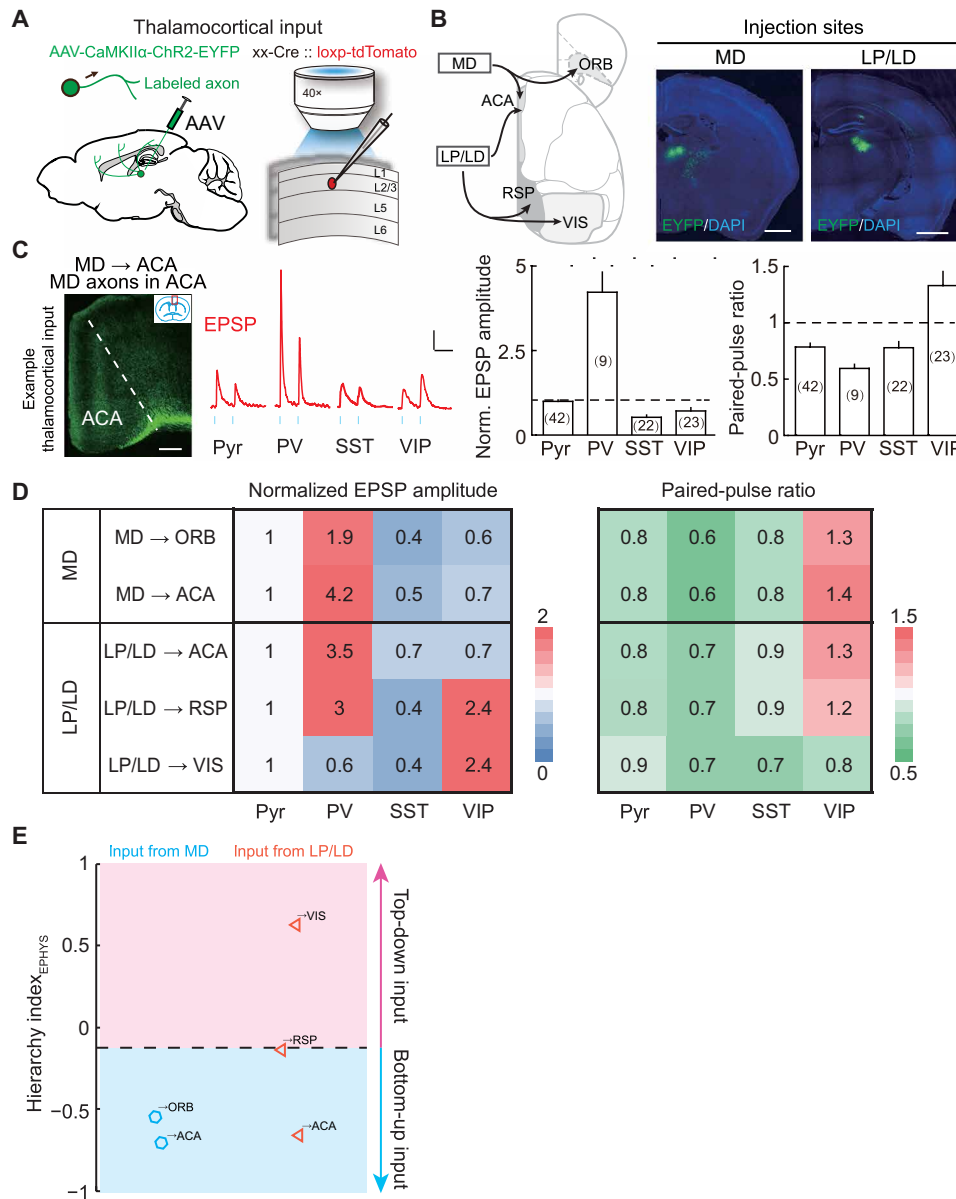 A
Thalamocortical input
AAV-CaMKIIα-ChR2-EYFP
xx-Cre :: loxp-tdTomato
Labeled axon
AAV
40×
L1
L2/3
L5
L6
B
MD
ORB
ACA
LP/LD
RSP
VIS
Injection sites
MD
LP/LD
EYFP/DAPI
EYFP/DAPI
C
MD → ACA
MD axons in ACA
Example
thalamocortical input
ACA
EPSP
Pyr PV SST VIP
Norm. EPSP amplitude
5
2.5
0
(42)
(9)
(22)
(23)
Pyr PV SST VIP
Paired-pulse ratio
1.5
1
0.5
0
(42)
(9)
(22)
(23)
Pyr PV SST VIP
D
Normalized EPSP amplitude
Paired-pulse ratio
MD
MD → ORB 1 1.9 0.4 0.6 0.8 0.6 0.8 1.3
MD → ACA 1 4.2 0.5 0.7 0.8 0.6 0.8 1.4
LP/LD
LP/LD → ACA 1 3.5 0.7 0.7 0.8 0.7 0.9 1.3
LP/LD → RSP 1 3 0.4 2.4 0.8 0.7 0.9 1.2
LP/LD → VIS 1 0.6 0.4 2.4 0.9 0.7 0.7 0.8
2
0
1.5
0.5
Pyr PV SST VIP
Pyr PV SST VIP
E
Input from MD
Input from LP/LD
Hierarchy indexEPHYS
1
0.5
0
−0.5
−1
→VIS
→RSP
→ORB
→ACA
→ACA
Top-down input
Bottom-up input